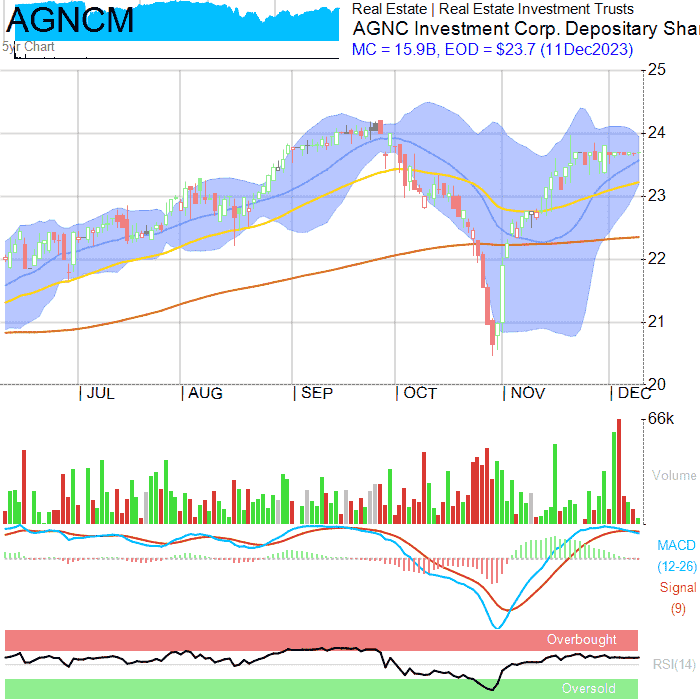 AGNCM
Real Estate | Real Estate Investment Trusts
AGNC Investment Corp. Depositary Shar
MC = 15.9B, EOD = $23.7 (11Dec2023)
5yr Chart
25
24
23
22
21
20
| JUL | AUG | SEP | OCT | NOV | DEC
66k
Volume
MACD
(12-26)
Signal
(9)
Overbought
RSI(14)
Oversold